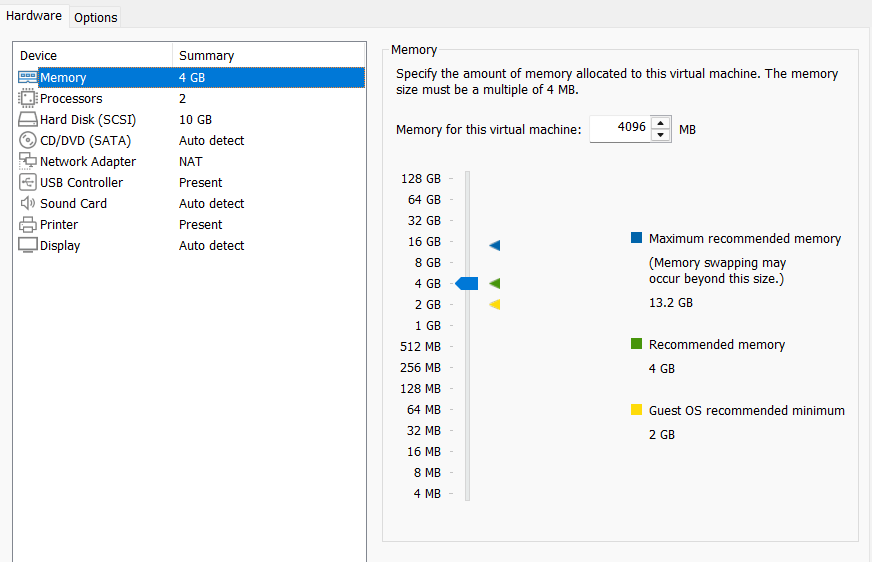 Hardware
Options
Device Summary
Memory 4 GB
Processors 2
Hard Disk (SCSI) 10 GB
CD/DVD (SATA) Auto detect
Network Adapter NAT
USB Controller Present
Sound Card Auto detect
Printer Present
Display Auto detect
Memory
Specify the amount of memory allocated to this virtual machine. The memory
size must be a multiple of 4 MB.
Memory for this virtual machine: 4096 MB
128 GB
64 GB
32 GB
16 GB
8 GB
4 GB
2 GB
1 GB
512 MB
256 MB
128 MB
64 MB
32 MB
16 MB
8 MB
4 MB
Maximum recommended memory
(Memory swapping may
occur beyond this size.)
13.2 GB
Recommended memory
4 GB
Guest OS recommended minimum
2 GB